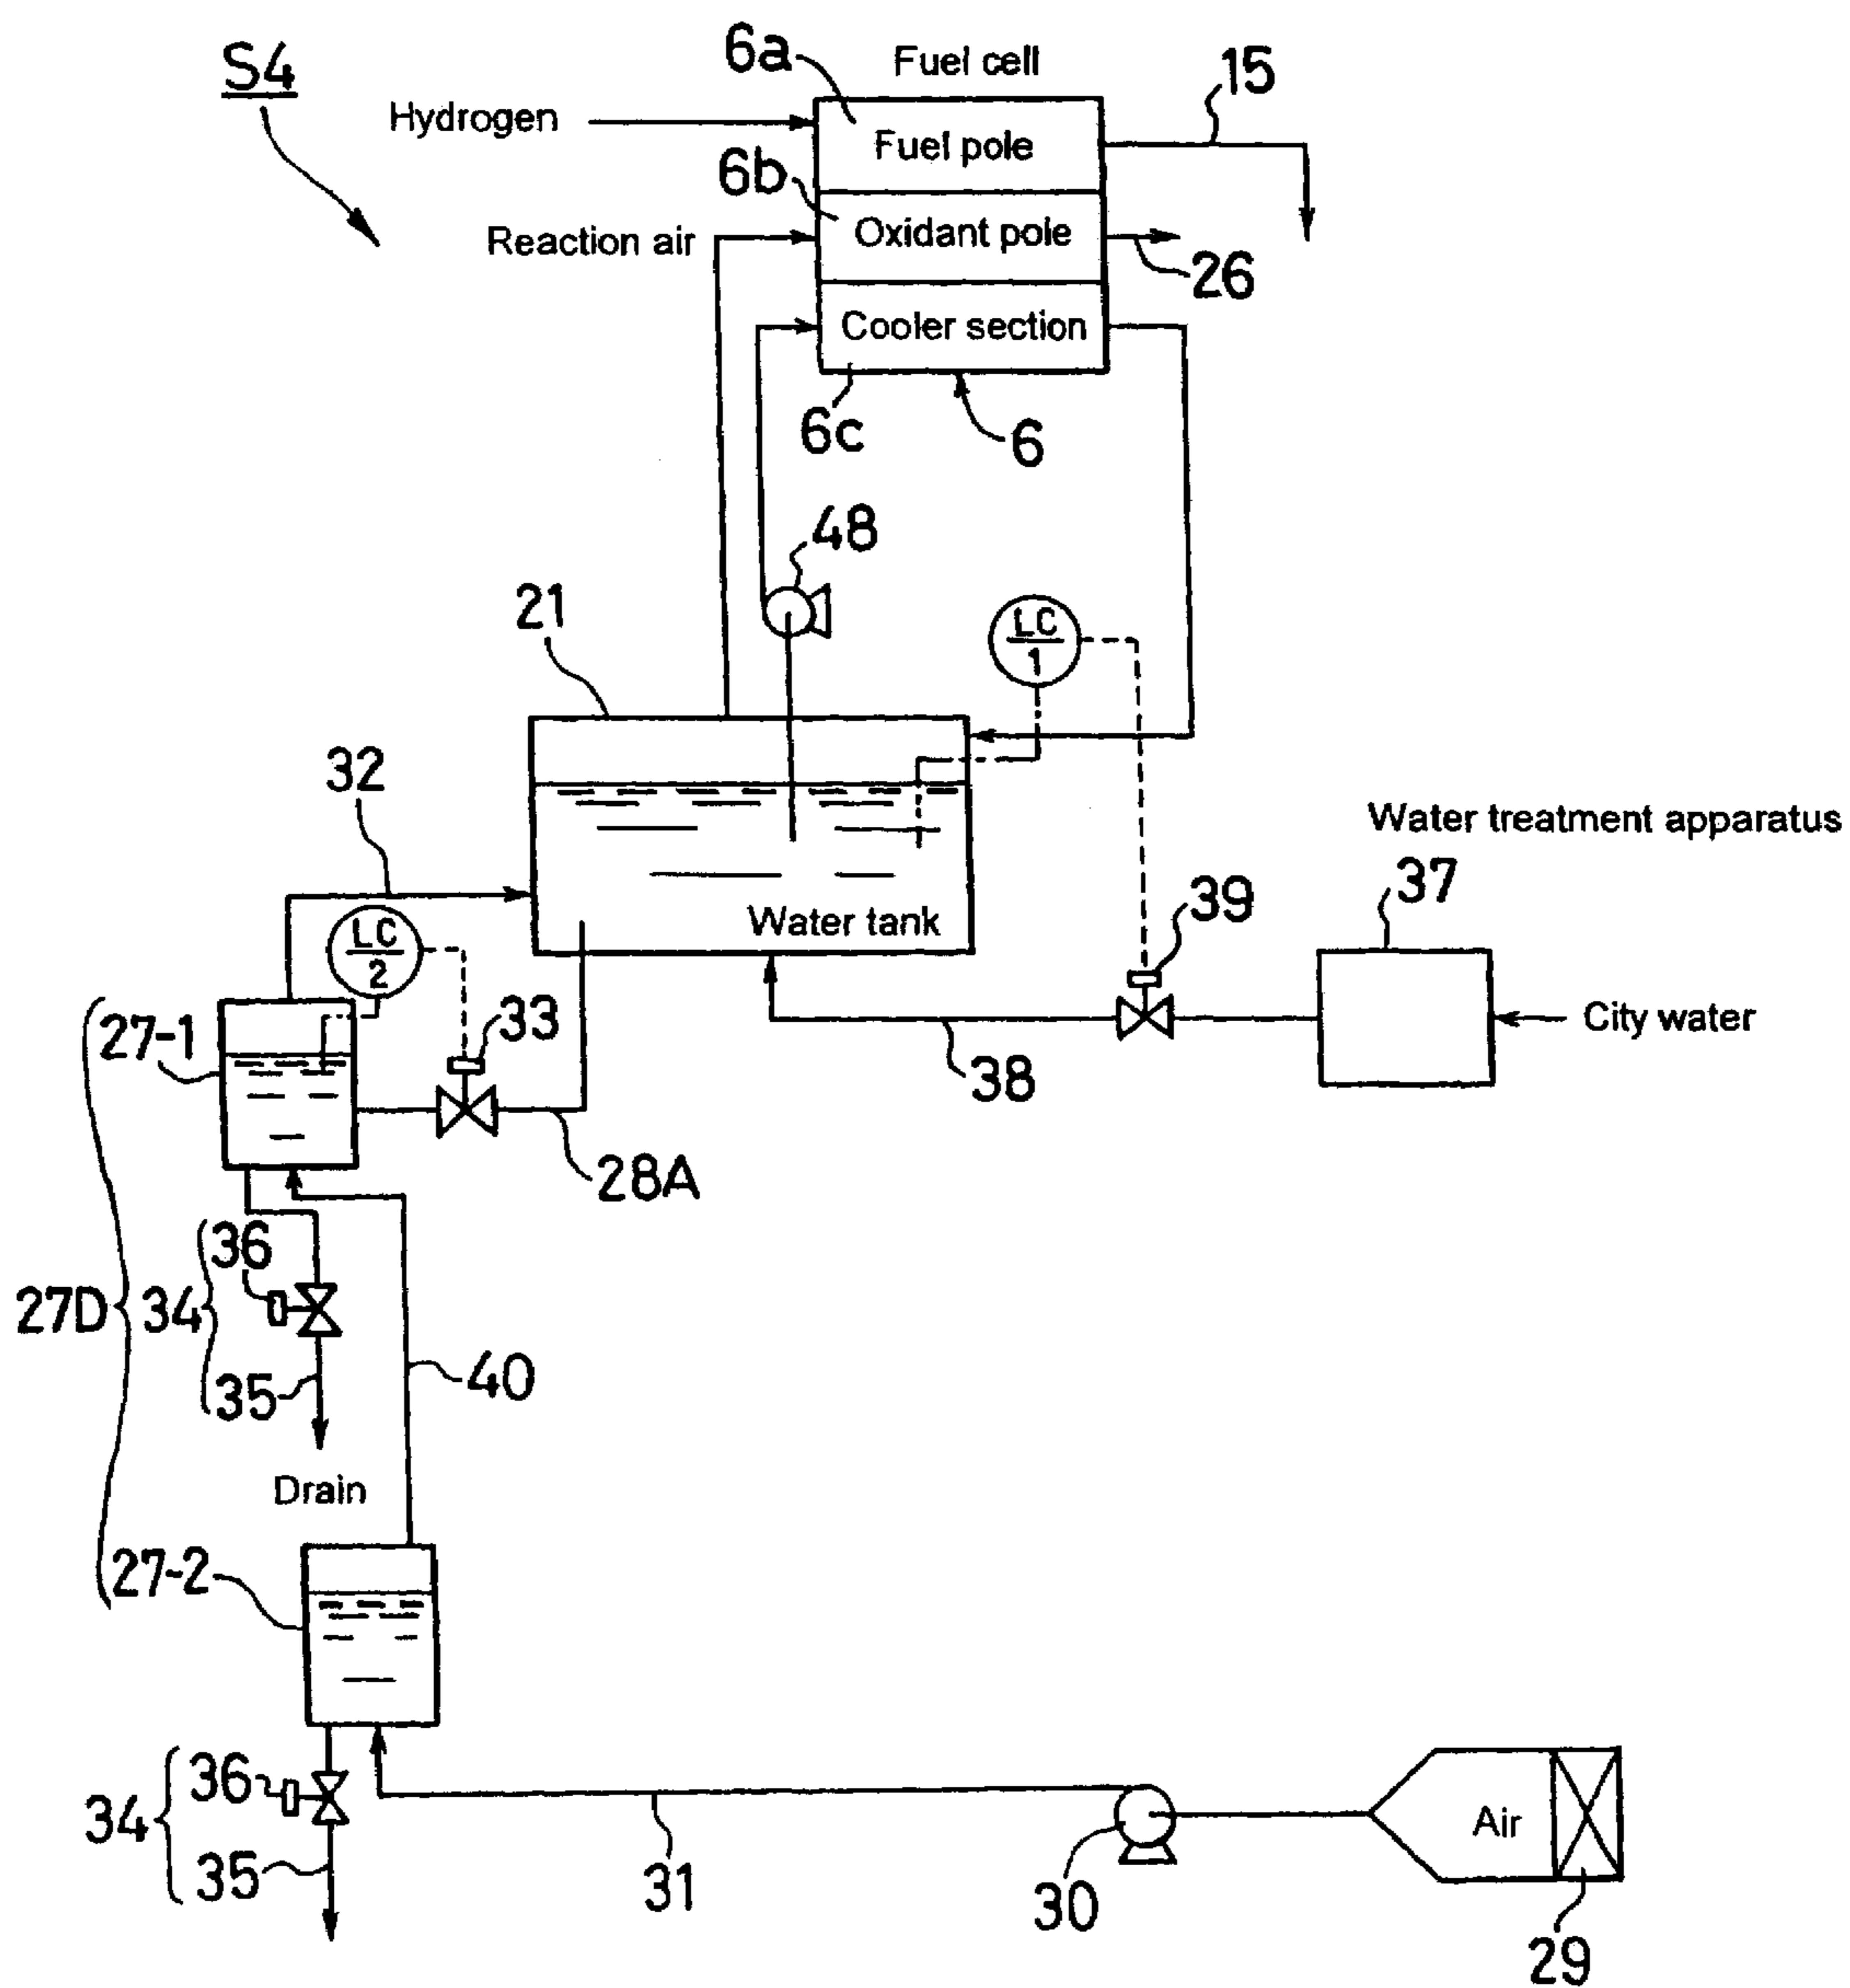 S4
6a
Fuel cell
15
Hydrogen
Fuel pole
6b
Reaction air
Oxidant pole
26
Cooler section
6c
6
48
21
LC
1
32
Water treatment apparatus
37
39
Water tank
LC
2
City water
33
27-1
38
28A
36
27D
34
35
40
Drain
27-2
36
34
35
31
30
Air
29